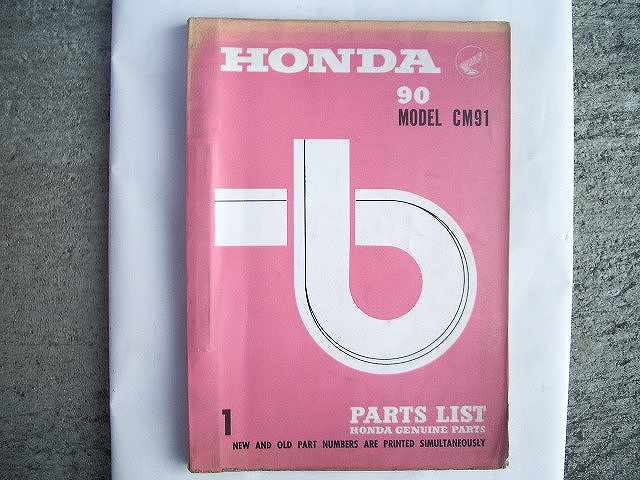 HONDA
90
MODEL CM91
1
PARTS LIST
HONDA GENUINE PARTS
NEW AND OLD PART NUMBERS ARE PRINTED SIMULTANEOUSLY